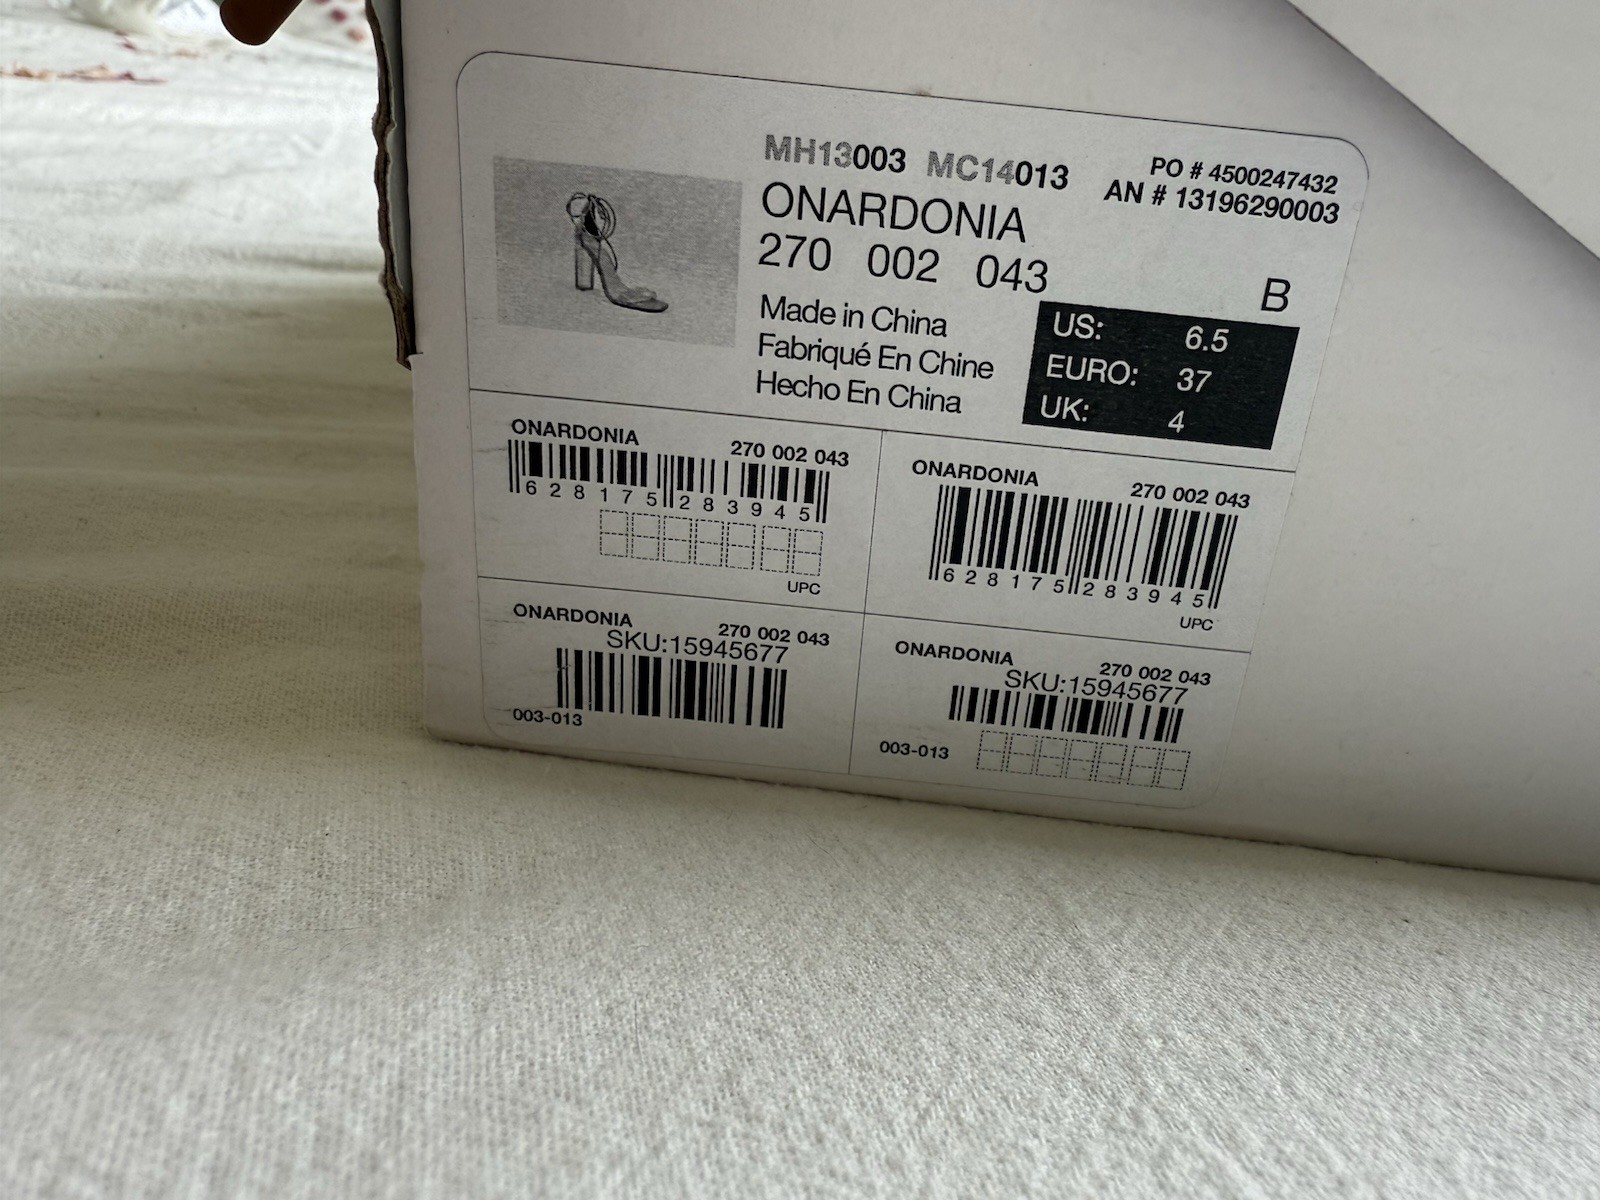 MH13003 MC14013
PO # 4500247432
AN # 13196290003
ONARDONIA
270 002 043
B
Made in China
Fabriqué En Chine
Hecho En China
US: 6.5
EURO: 37
UK: 4
ONARDONIA
270 002 043
6 28175 28394 5
UPC
ONARDONIA
270 002 043
6 28175 28394 5
UPC
ONARDONIA
270 002 043
SKU:15945677
003-013
ONARDONIA
270 002 043
SKU:15945677
003-013